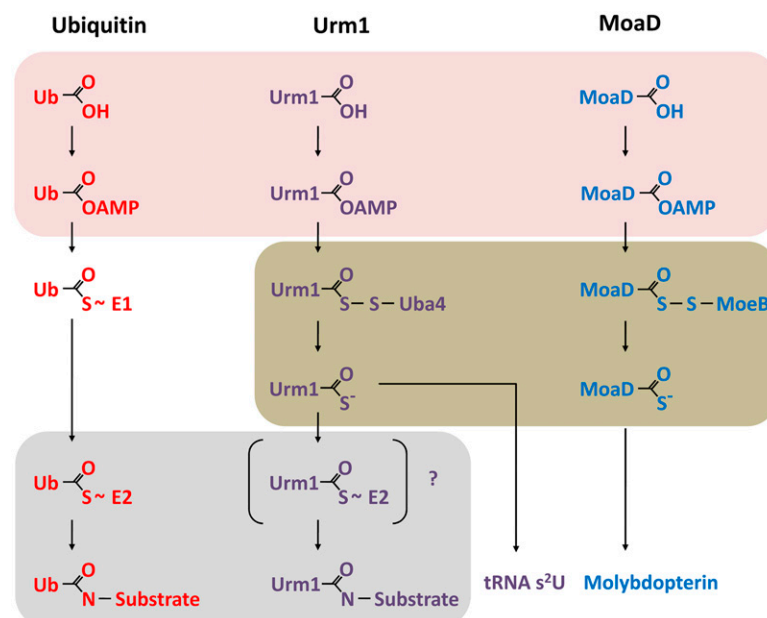 Ubiquitin Urm1 MoaD
Ub O OH Urm1 O OH MoaD O OH
Ub O OAMP Urm1 O OAMP MoaD O OAMP
Ub O S ~ E1 Urm1 O S – S – Uba4 MoaD O S – S – MoeB
Urm1 O S⁻ MoaD O S⁻
Ub O S ~ E2 Urm1 O S ~ E2 ?
Ub O N – Substrate Urm1 O N – Substrate tRNA s²U Molybdopterin